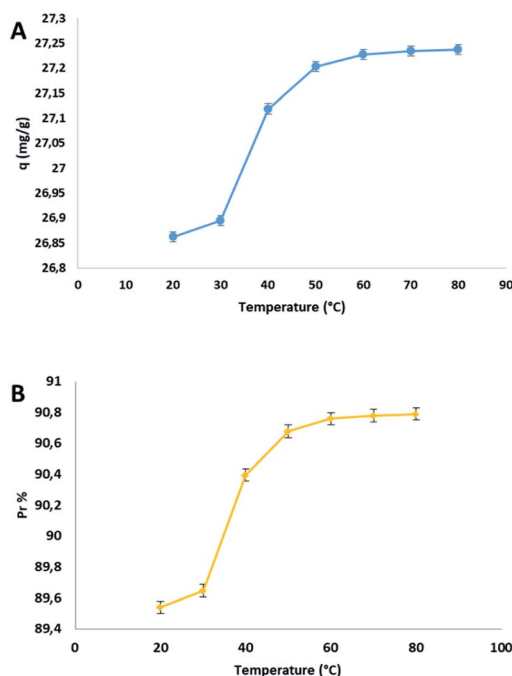 A
27,3
27,25
27,2
27,15
27,1
27,05
27
26,95
26,9
26,85
26,8
q (mg/g)
0 10 20 30 40 50 60 70 80 90
Temperature (°C)
B
91
90,8
90,6
90,4
90,2
90
89,8
89,6
89,4
Pr %
0 20 40 60 80 100
Temperature (°C)